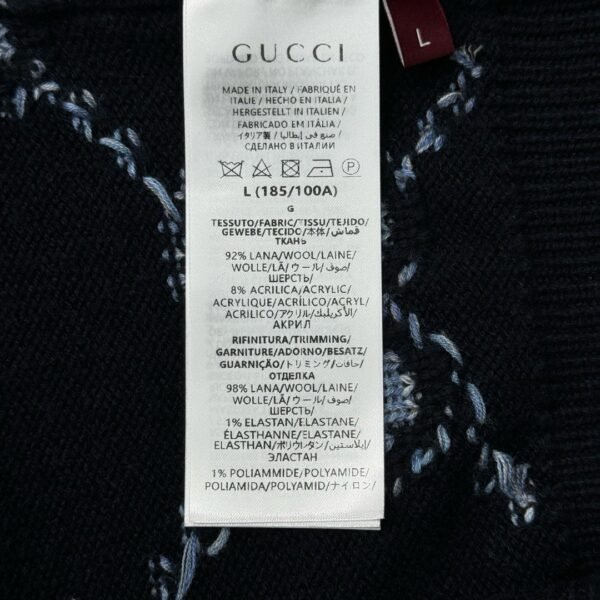 L
GUCCI
MADE IN ITALY / FABRIQUÉ EN
ITALIE / HECHO EN ITALIA /
HERGESTELLT IN ITALIEN /
FABRICADO EM ITÁLIA /
イタリア製 / صنع في إيطاليا /
СДЕЛАНО В ИТАЛИИ
P
L (185/100A)
G
TESSUTO/FABRIC/TISSU/TEJIDO/
GEWEBE/TECIDO/本体/قماش/
ТКАНЬ
92% LANA/WOOL/LAINE/
WOLLE/LÃ/ウール/صوف/
ШЕРСТЬ/
8% ACRILICA/ACRYLIC/
ACRYLIQUE/ACRÍLICO/ACRYL/
ACRILICO/アクリル/الأكريليك/
АКРИЛ
RIFINITURA/TRIMMING/
GARNITURE/ADORNO/BESATZ/
GUARNIÇÃO/トリミング/حافات/
ОТДЕЛКА
98% LANA/WOOL/LAINE/
WOLLE/LÃ/ウール/صوف/
ШЕРСТЬ/
1% ELASTAN/ELASTANE/
ÉLASTHANNE/ELASTANE/
ELASTHAN/ポリウレタン/إيلاستين/
ЭЛАСТАН
1% POLIAMMIDE/POLYAMIDE/
POLIAMIDA/POLYAMID/ナイロン/